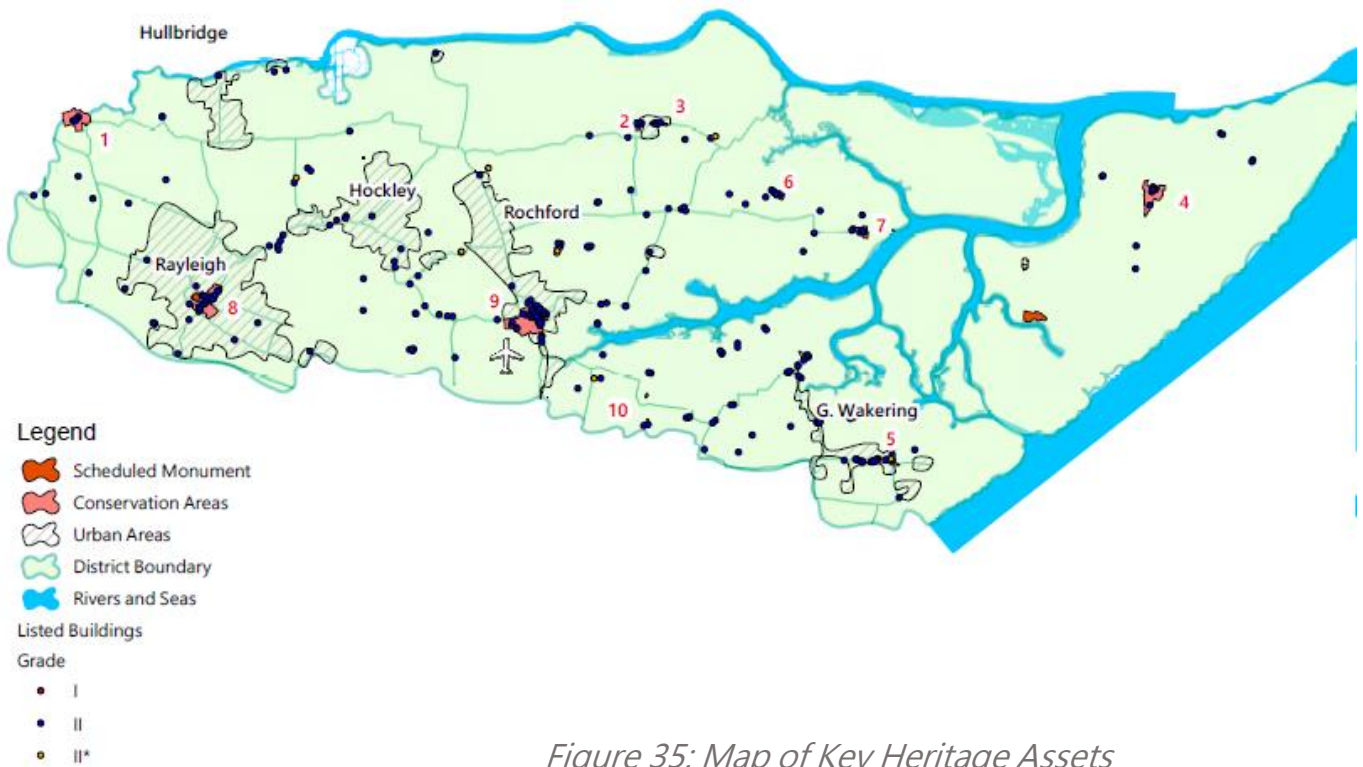 Hullbridge
1
2
3
Hockley
6
Rochford
4
7
Rayleigh
8
9
10
G. Wakering
5
Legend
Scheduled Monument
Conservation Areas
Urban Areas
District Boundary
Rivers and Seas
Listed Buildings
Grade
I
II
II*
Figure 35: Map of Key Heritage Assets